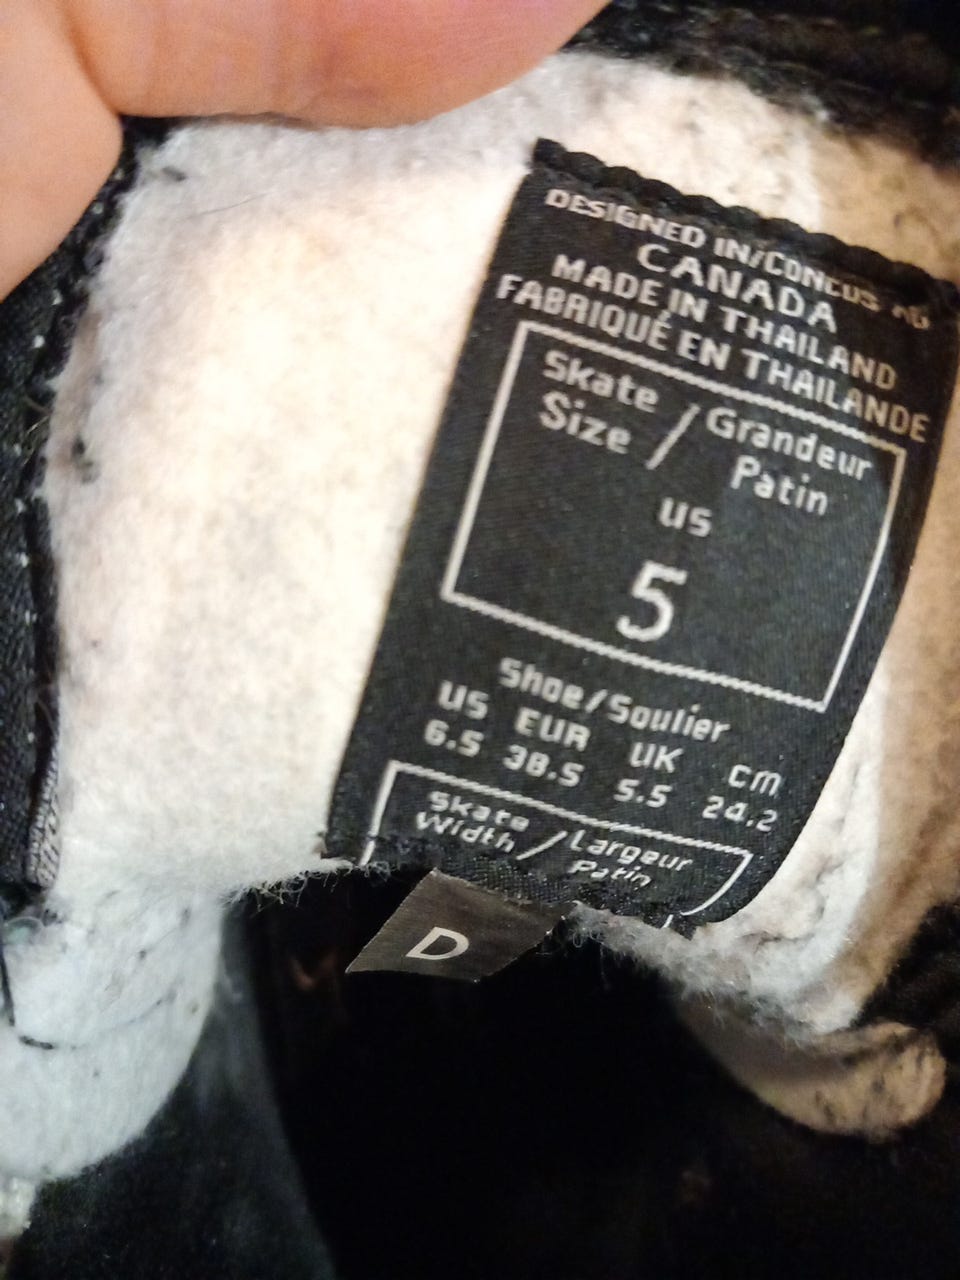 DESIGNED IN/CONCUS AU
CANADA
MADE IN THAILAND
FABRIQUÉ EN THAILANDE
Skate / Grandeur
Size Patin
us
5
Shoe/Soulier
US EUR UK cm
6.5 38.5 5.5 24.2
Skate / Largeur
Width Patin
D